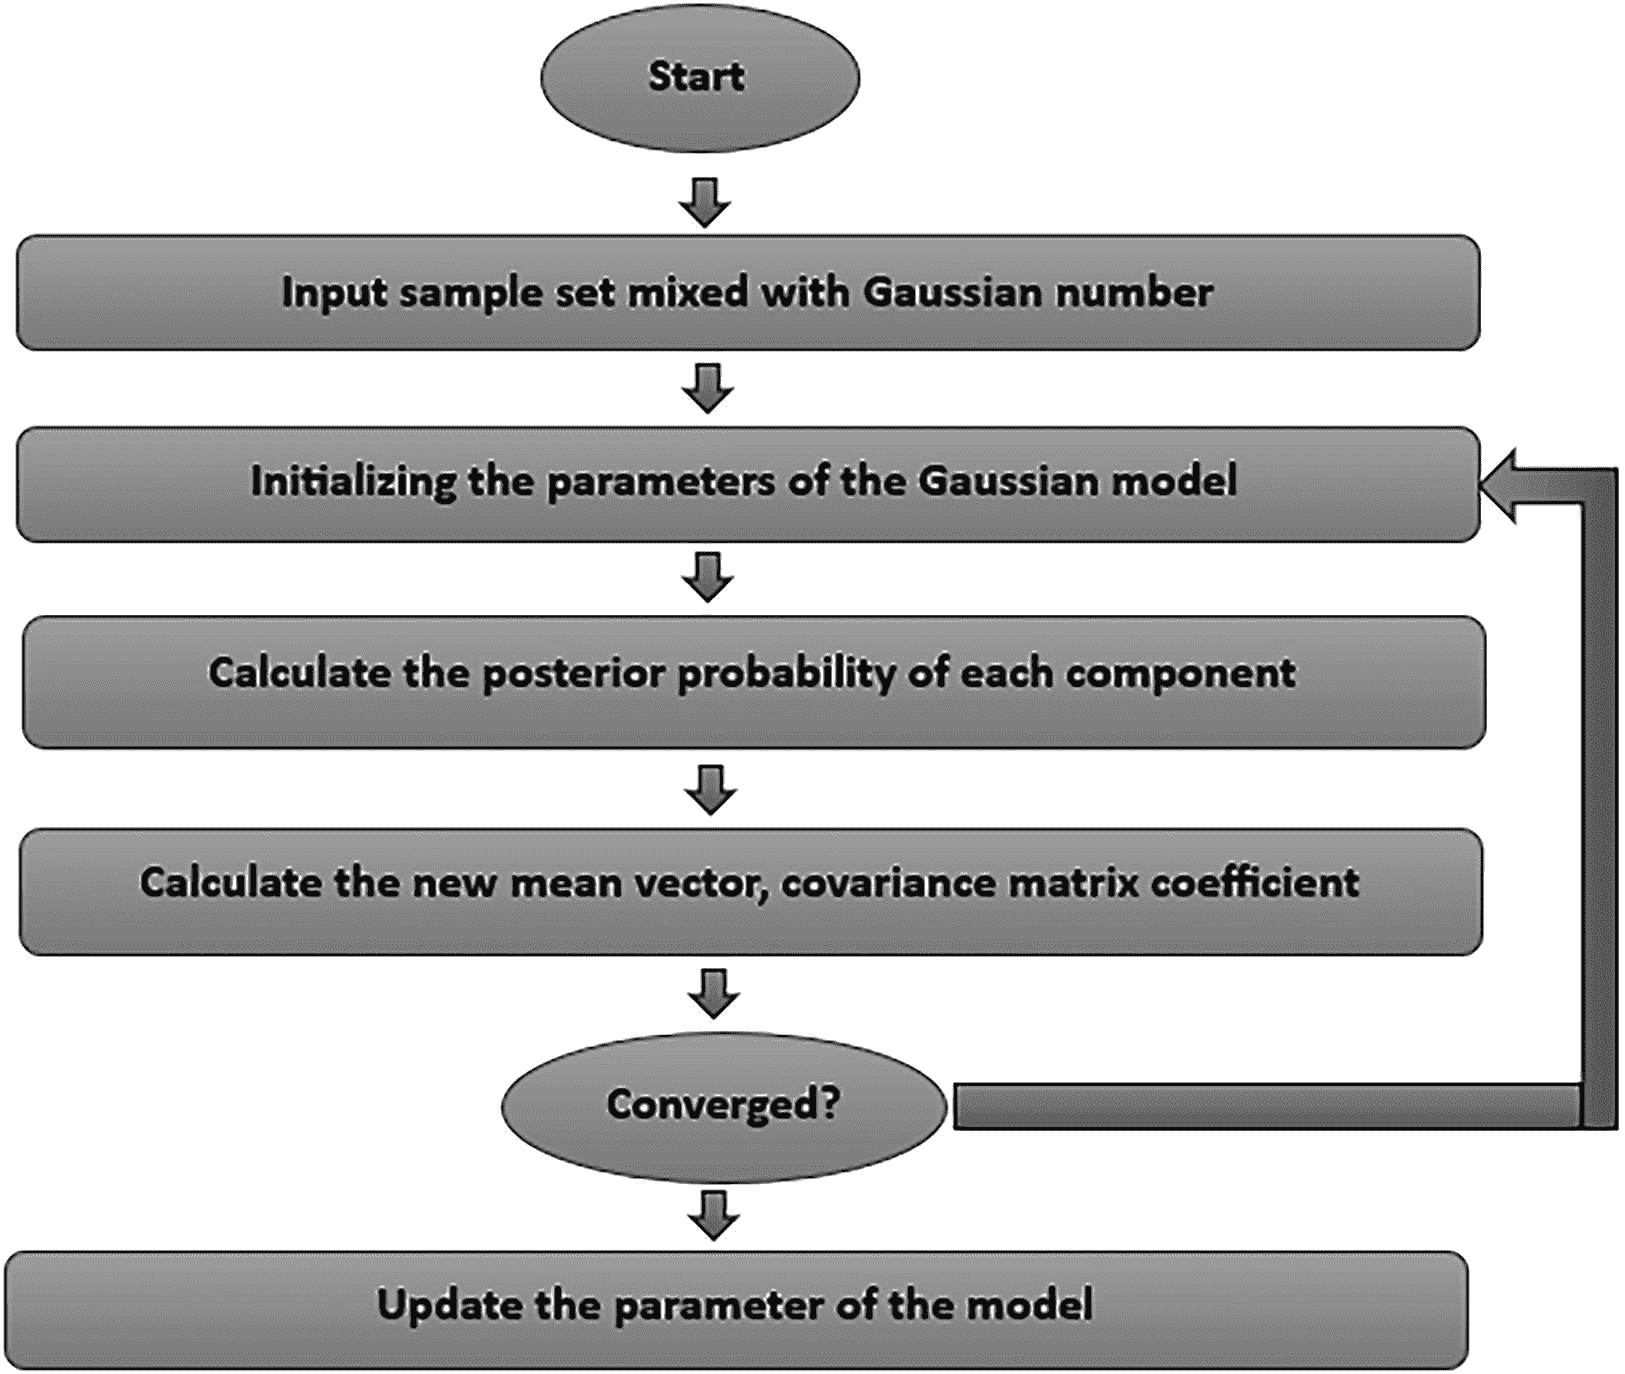 Start
Input sample set mixed with Gaussian number
Initializing the parameters of the Gaussian model
Calculate the posterior probability of each component
Calculate the new mean vector, covariance matrix coefficient
Converged?
Update the parameter of the model